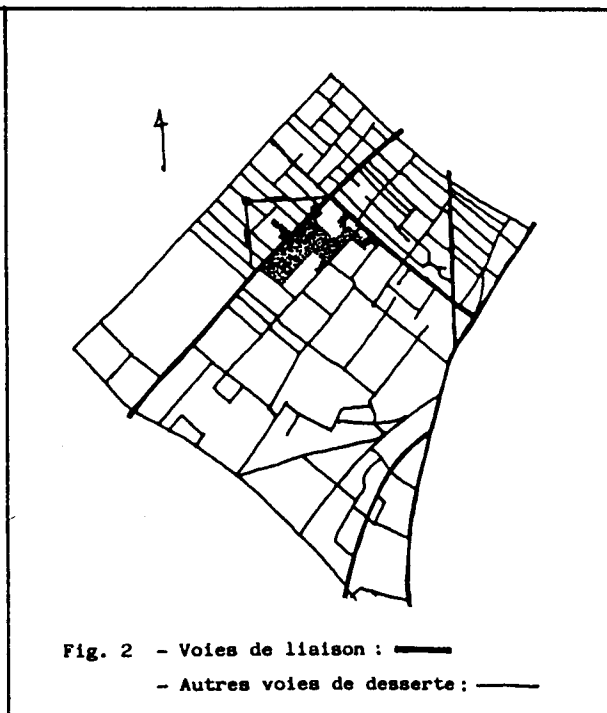 Fig. 2 - Voies de liaison :
- Autres voies de desserte :